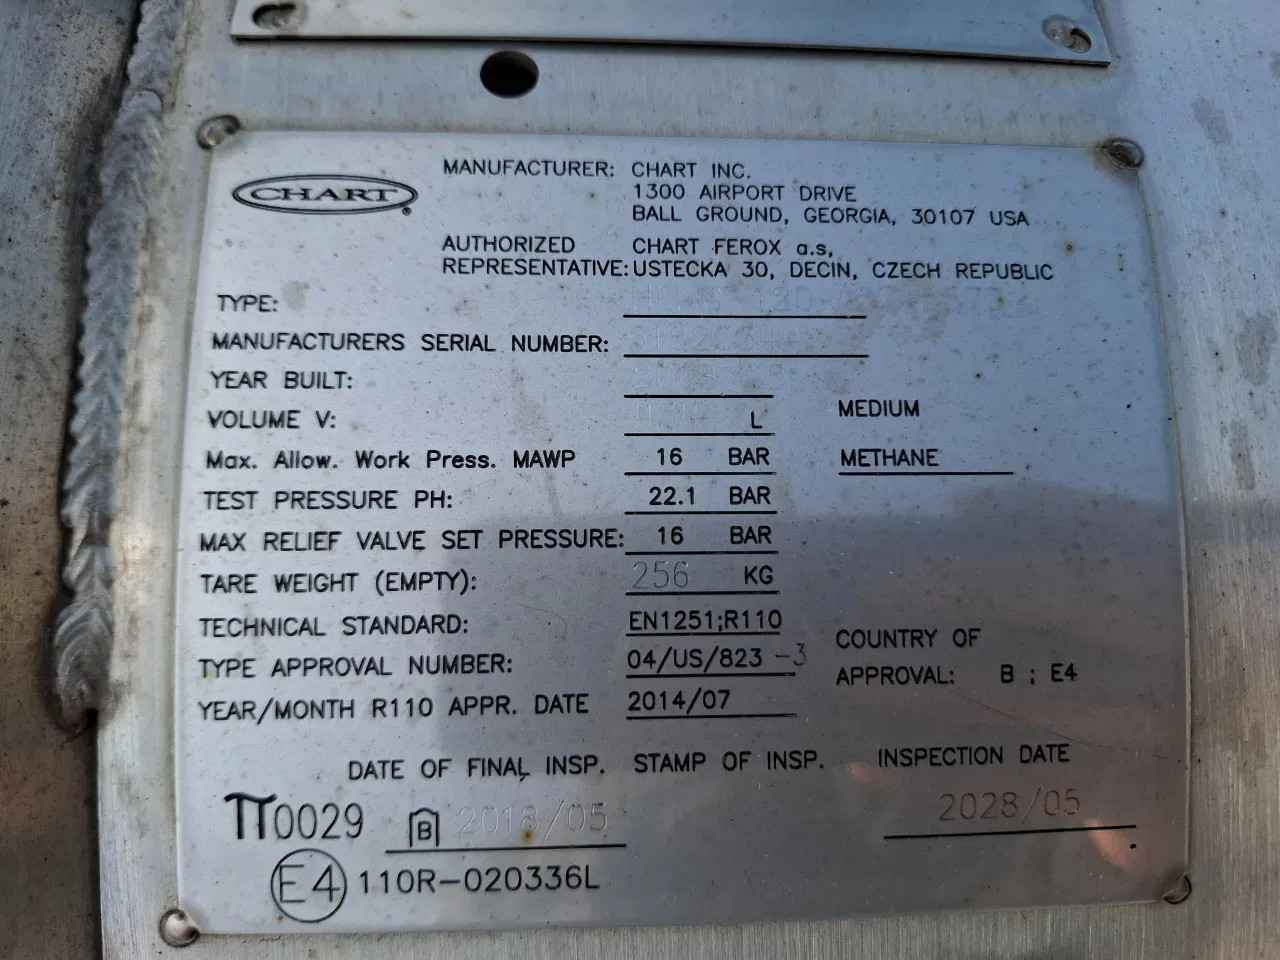 CHART®
MANUFACTURER: CHART INC.
1300 AIRPORT DRIVE
BALL GROUND, GEORGIA, 30107 USA
AUTHORIZED CHART FEROX a.s,
REPRESENTATIVE: USTECKA 30, DECIN, CZECH REPUBLIC
TYPE:
MANUFACTURERS SERIAL NUMBER:
YEAR BUILT:
VOLUME V: L MEDIUM
Max. Allow. Work Press. MAWP 16 BAR METHANE
TEST PRESSURE PH: 22.1 BAR
MAX RELIEF VALVE SET PRESSURE: 16 BAR
TARE WEIGHT (EMPTY): 256 KG
TECHNICAL STANDARD: EN1251;R110
TYPE APPROVAL NUMBER: 04/US/823 -3 COUNTRY OF
APPROVAL: B ; E4
YEAR/MONTH R110 APPR. DATE 2014/07
DATE OF FINAL INSP. STAMP OF INSP. INSPECTION DATE
π0029 B 2018/05 2028/05
E4 110R-020336L